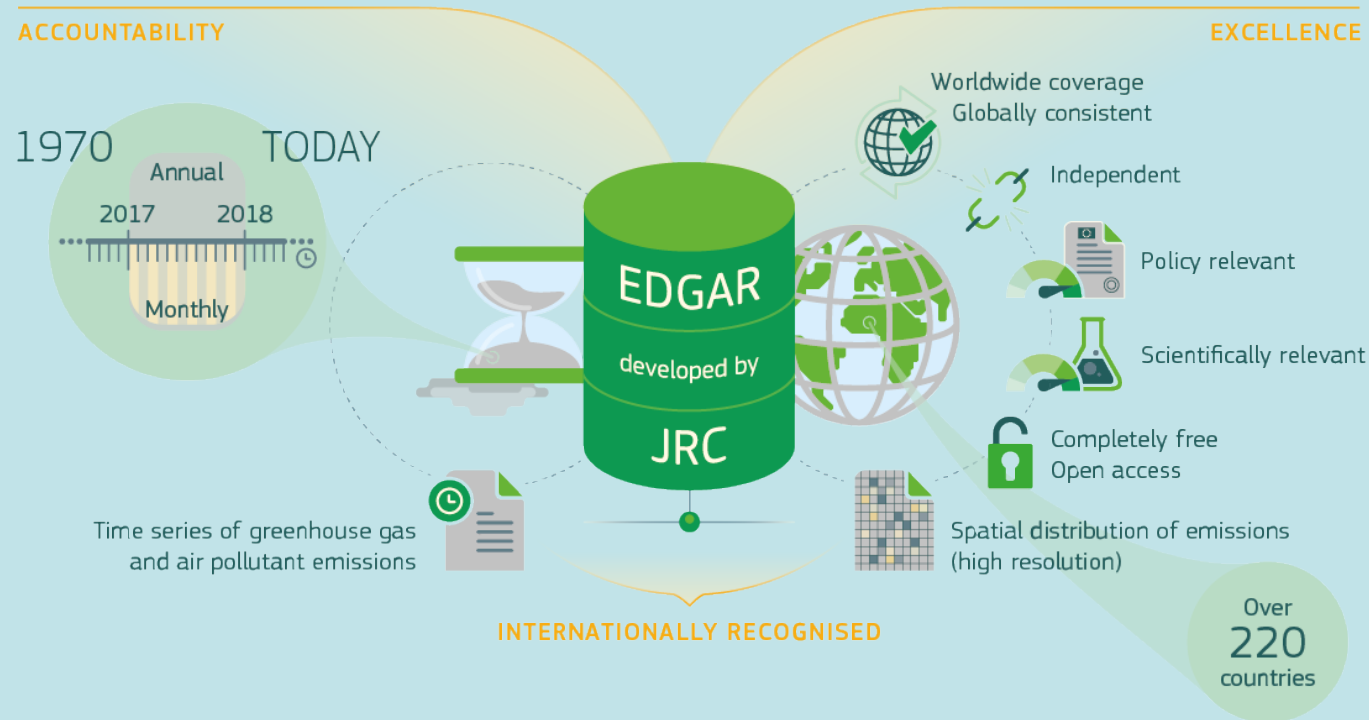 ACCOUNTABILITY
EXCELLENCE
1970
TODAY
Annual
2017
2018
Monthly
Time series of greenhouse gas
and air pollutant emissions
EDGAR
developed by
JRC
INTERNATIONALLY RECOGNISED
Worldwide coverage
Globally consistent
Independent
Policy relevant
Scientifically relevant
Completely free
Open access
Spatial distribution of emissions
(high resolution)
Over
220
countries